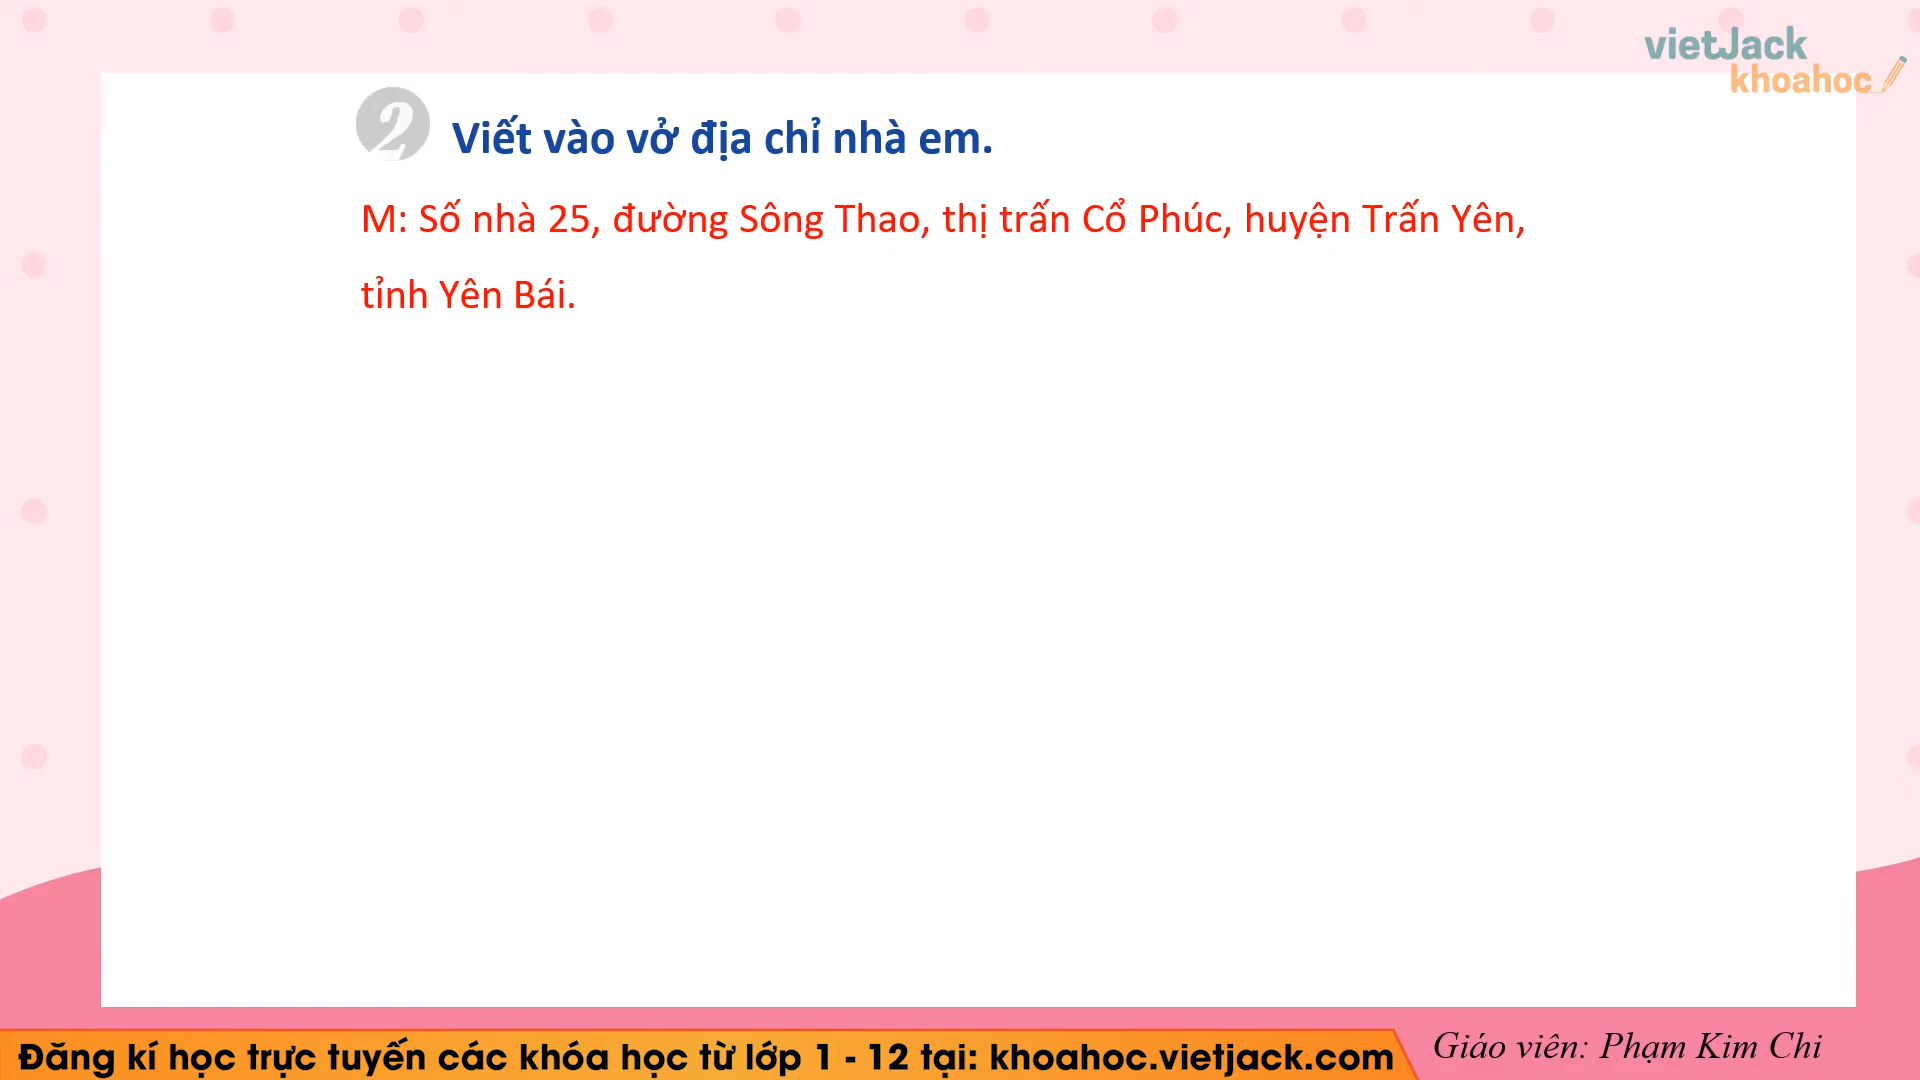 vietJack
khoahoc
2 Viết vào vở địa chỉ nhà em.
M: Số nhà 25, đường Sông Thao, thị trấn Cổ Phúc, huyện Trấn Yên,
tỉnh Yên Bái.
Đăng kí học trực tuyến các khóa học từ lớp 1 - 12 tại: khoahoc.vietjack.com
Giáo viên: Phạm Kim Chi